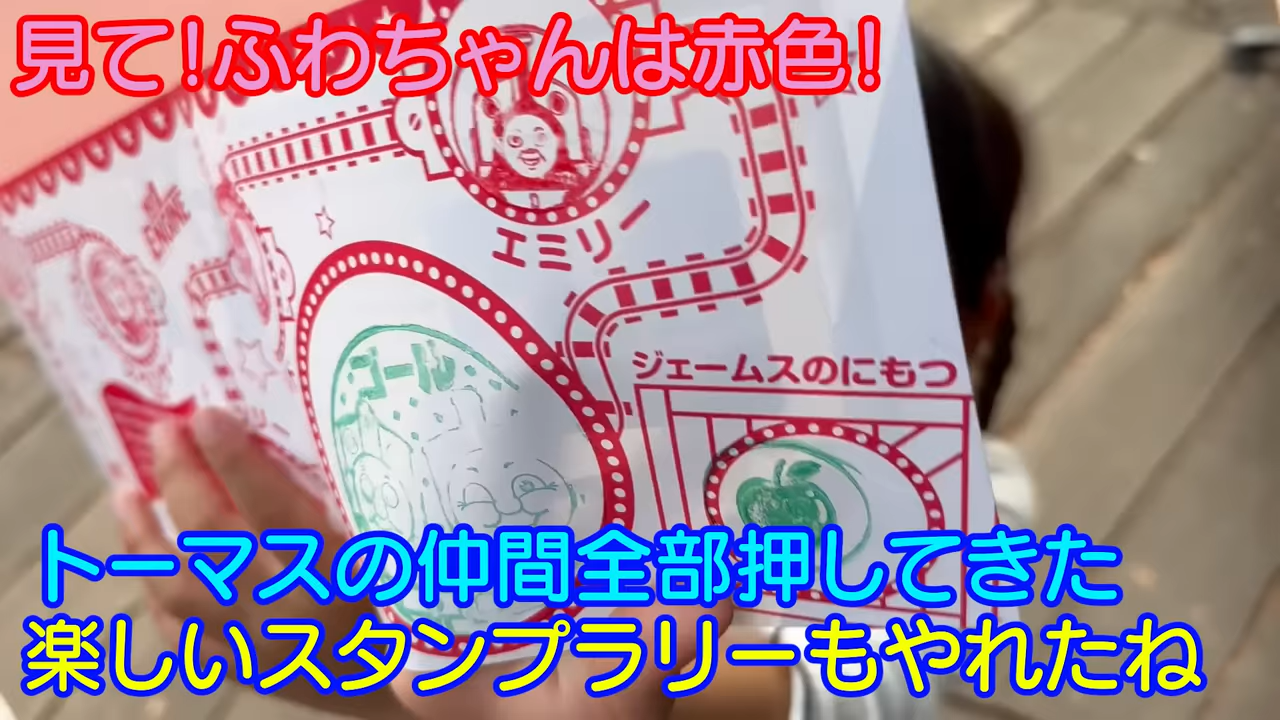 見て!ふわちゃんは赤色!
ENGINE
エミリー
ゴール
ジェームスのにもつ
トーマスの仲間全部押してきた
楽しいスタンプラリーもやれたね